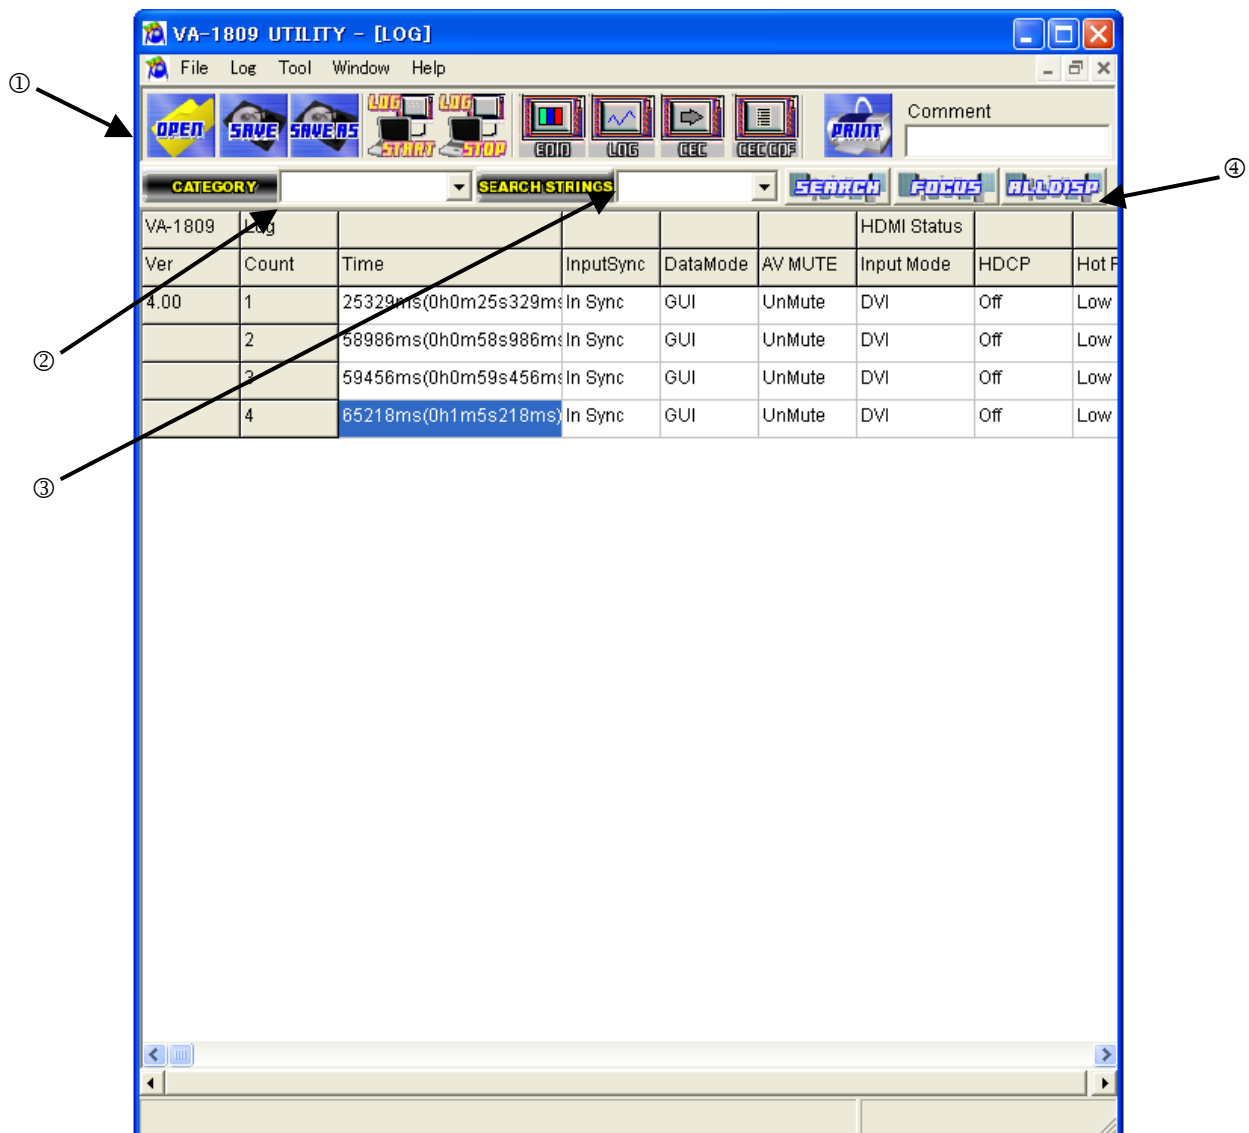 VA-1809 UTILITY - [LOG]
File Log Tool Window Help
①
OPEN SAVE SAVE AS LOG START LOG STOP EDID LOG CEC CEC CDF PRINT
Comment
④
CATEGORY SEARCH STRINGS SEARCH FOCUS ALLDISP
VA-1809 Log HDMI Status
Ver Count Time InputSync DataMode AV MUTE Input Mode HDCP Hot P
4.00 1 25329ms(0h0m25s329ms In Sync GUI UnMute DVI Off Low
2 58986ms(0h0m58s986ms In Sync GUI UnMute DVI Off Low
②
3 59456ms(0h0m59s456ms In Sync GUI UnMute DVI Off Low
4 65218ms(0h1m5s218ms) In Sync GUI UnMute DVI Off Low
③